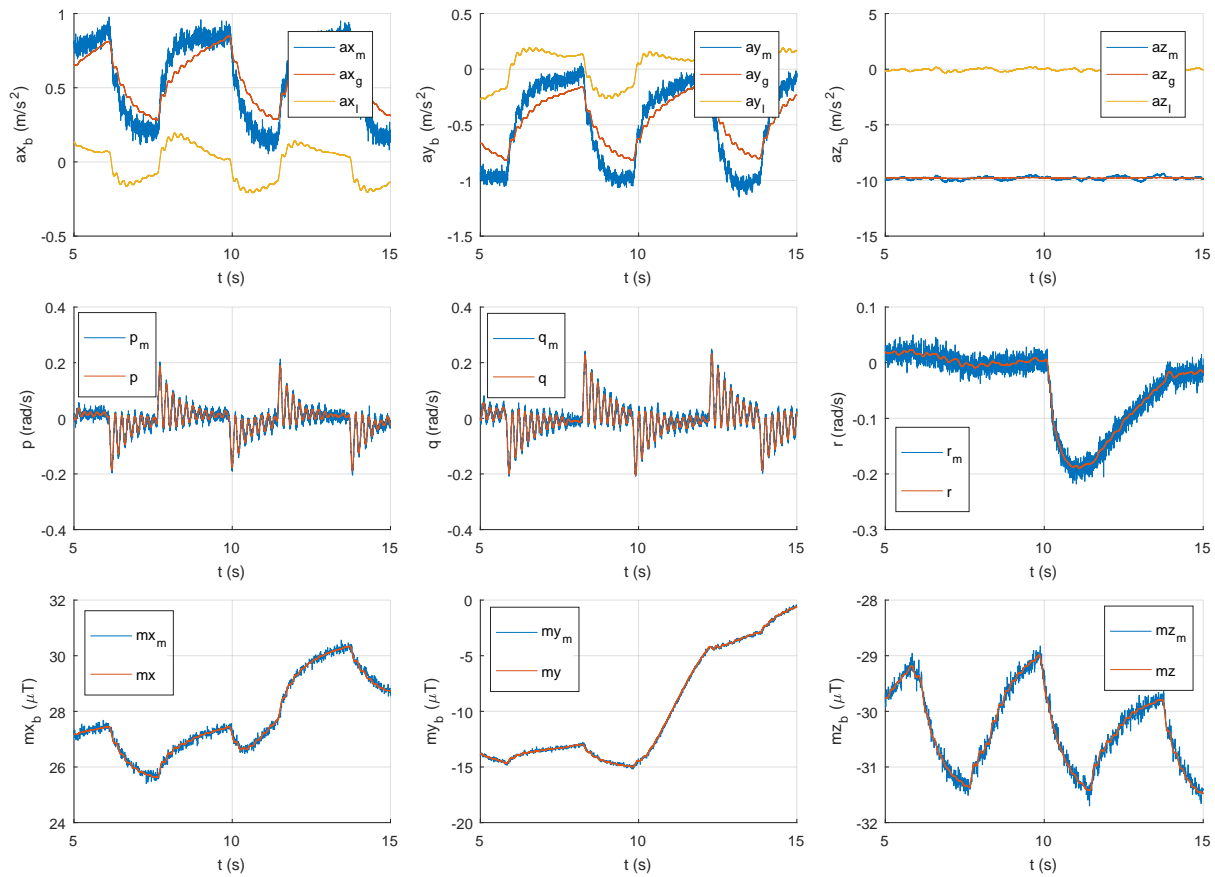 1
0.5
0
-0.5
ax_b (m/s^2)
ax_m
ax_g
ax_l
5
10
15
t (s)
0.5
0
-0.5
-1
-1.5
ay_b (m/s^2)
ay_m
ay_g
ay_l
5
10
15
t (s)
5
0
-5
-10
-15
az_b (m/s^2)
az_m
az_g
az_l
5
10
15
t (s)
0.4
0.2
0
-0.2
-0.4
p (rad/s)
p_m
p
5
10
15
t (s)
0.4
0.2
0
-0.2
-0.4
q (rad/s)
q_m
q
5
10
15
t (s)
0.1
0
-0.1
-0.2
-0.3
r (rad/s)
r_m
r
5
10
15
t (s)
32
30
28
26
24
mx_b (μT)
mx_m
mx
5
10
15
t (s)
0
-5
-10
-15
-20
my_b (μT)
my_m
my
5
10
15
t (s)
-28
-29
-30
-31
-32
mz_b (μT)
mz_m
mz
5
10
15
t (s)